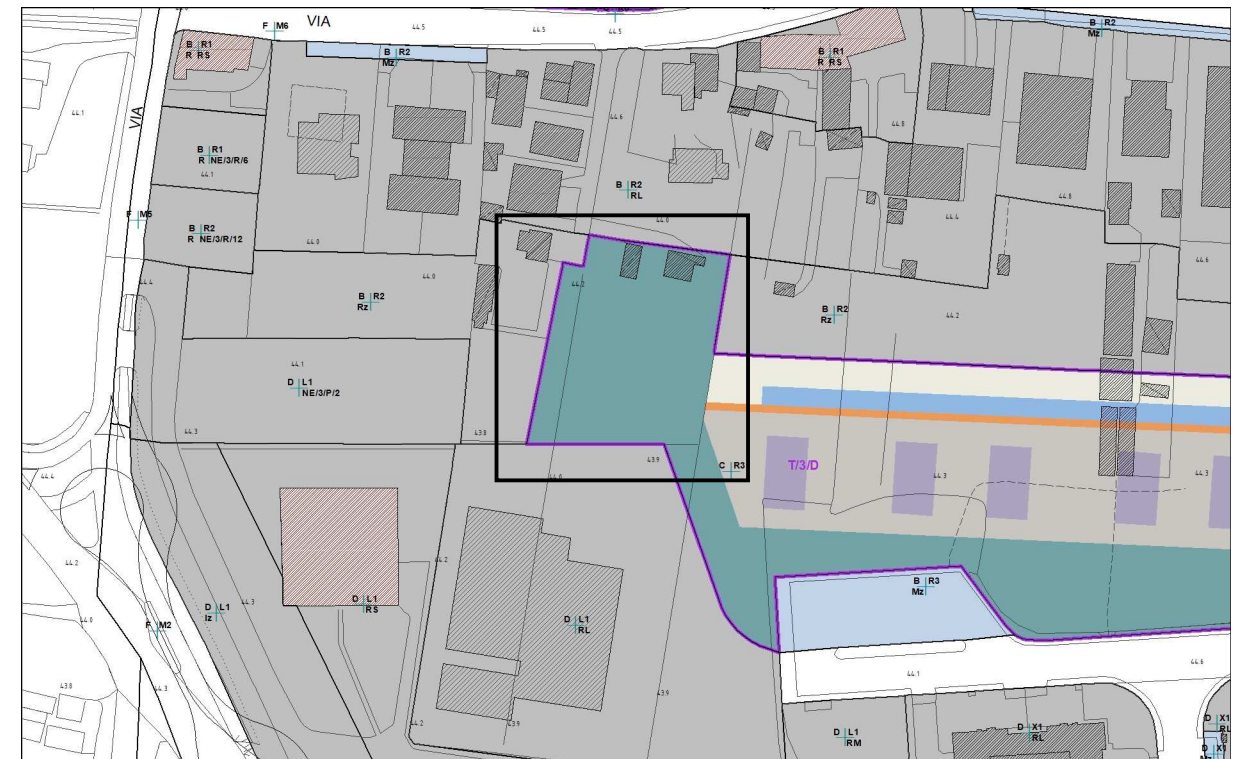 F M6
VIA
44.5
44.5
44.5
B R2
Mz
B R1
R RS
B R2
Mz
B R1
R RS
44.1
VIA
44.6
44.8
B R1
R NE/3/R/6
44.1
B R2
RL
44.8
F M5
B R2
R NE/3/R/12
44.0
44.0
44.4
44.6
44.4
44.0
44.2
B R2
Rz
B R2
Rz
44.2
44.1
D L1
NE/3/P/2
44.3
43.8
43.9
C R3
T/3/D
44.4
44.0
44.3
44.3
44.2
44.2
B R3
Mz
D L1
Iz
44.3
D L1
RS
44.0
F M2
D L1
RL
44.6
44.1
43.8
44.3
43.9
44.2
43.9
D L1
RM
D X1
RL
D X1
RL
D X1